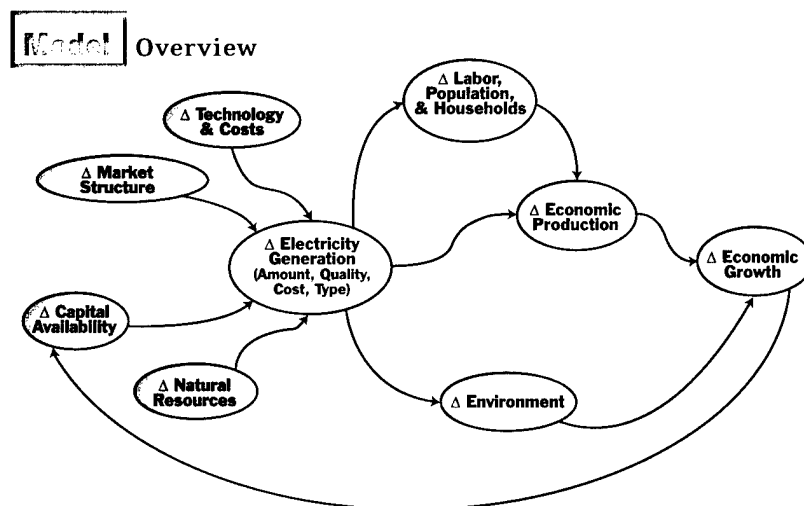 Model Overview
Δ Labor,
Population,
& Households
Δ Technology
& Costs
Δ Market
Structure
Δ Economic
Production
Δ Electricity
Generation
(Amount, Quality,
Cost, Type)
Δ Economic
Growth
Δ Capital
Availability
Δ Natural
Resources
Δ Environment